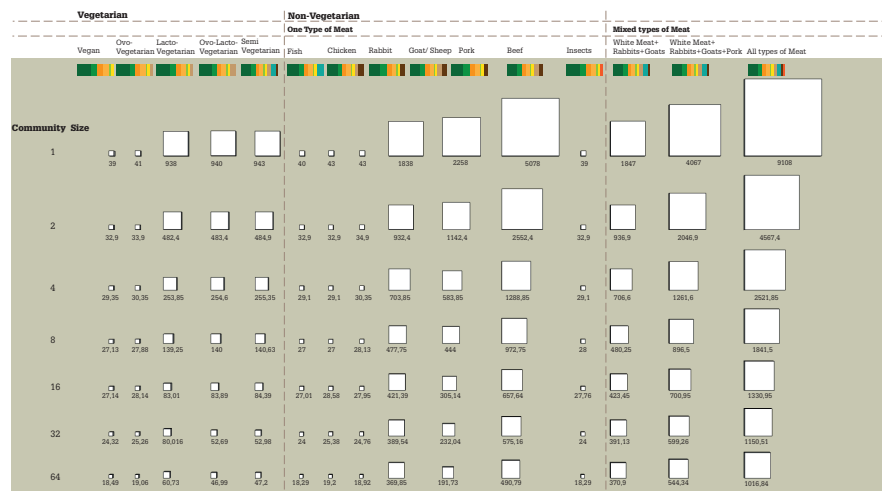 Vegetarian Non-Vegetarian
One Type of Meat Mixed types of Meat
Vegan Ovo-Vegetarian Lacto-Vegetarian Ovo-Lacto-Vegetarian Semi Vegetarian Fish Chicken Rabbit Goat/ Sheep Pork Beef Insects White Meat+ Rabbits+Goats White Meat+ Rabbits+Goats+Pork All types of Meat
Community Size
1
39 41 938 940 943 40 43 43 1838 2258 5078 39 1847 4067 9108
2
32,9 33,9 482,4 483,4 484,9 32,9 32,9 34,9 932,4 1142,4 2552,4 32,9 936,9 2046,9 4567,4
4
29,35 30,35 253,85 254,6 255,35 29,1 29,1 30,35 703,85 583,85 1288,85 29,1 706,6 1261,6 2521,85
8
27,13 27,88 139,25 140 140,63 27 27 28,13 477,75 444 972,75 28 480,25 896,5 1841,5
16
27,14 28,14 83,01 83,89 84,39 27,01 28,58 27,95 421,39 305,14 657,64 27,76 423,45 700,95 1330,95
32
24,32 25,26 80,016 52,69 52,98 24 25,38 24,76 389,54 232,04 575,16 24 391,13 599,26 1150,51
64
18,49 19,06 60,73 46,99 47,2 18,29 19,2 18,92 369,85 191,73 490,79 18,29 370,9 544,34 1016,84